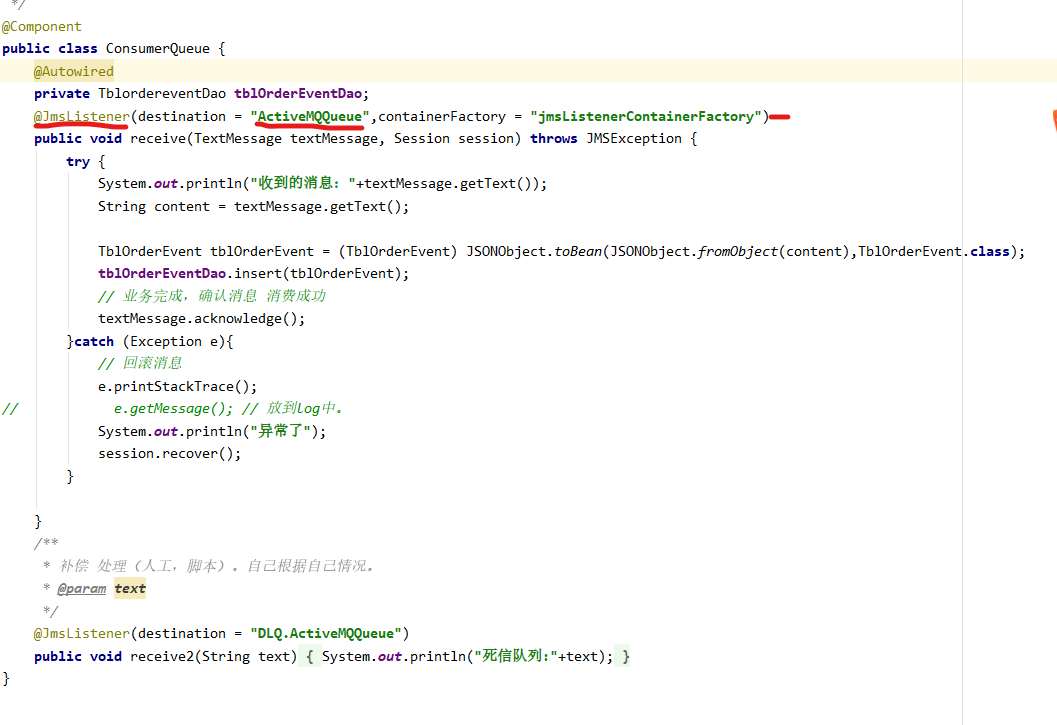 */
@Component
public class ConsumerQueue {
@Autowired
private TblordereventDao tblOrderEventDao;
@JmsListener(destination = "ActiveMQQueue",containerFactory = "jmsListenerContainerFactory")
public void receive(TextMessage textMessage, Session session) throws JMSException {
try {
System.out.println("收到的消息："+textMessage.getText());
String content = textMessage.getText();
TblOrderEvent tblOrderEvent = (TblOrderEvent) JSONObject.toBean(JSONObject.fromObject(content),TblOrderEvent.class);
tblOrderEventDao.insert(tblOrderEvent);
// 业务完成，确认消息 消费成功
textMessage.acknowledge();
}catch (Exception e){
// 回滚消息
e.printStackTrace();
// e.getMessage(); // 放到log中。
System.out.println("异常了");
session.recover();
}
}
/**
* 补偿 处理（人工，脚本）。自己根据自己情况。
* @param text
*/
@JmsListener(destination = "DLQ.ActiveMQQueue")
public void receive2(String text) { System.out.println("死信队列:"+text); }
}